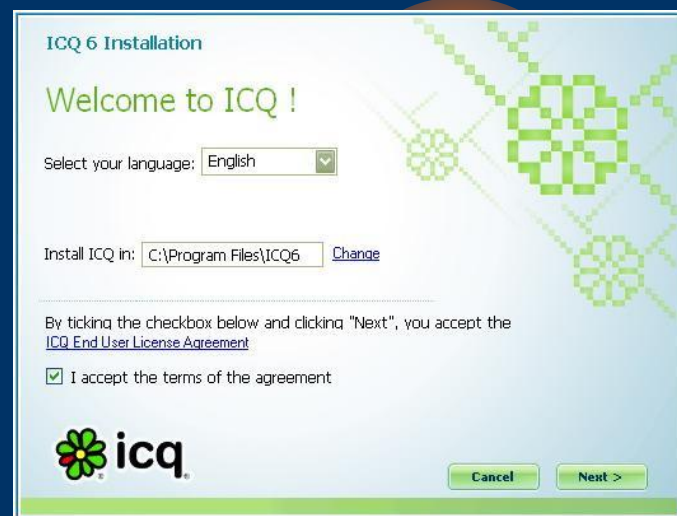 ICQ 6 Installation
Welcome to ICQ !
Select your language: English
Install ICQ in: C:\Program Files\ICQ6 Change
By ticking the checkbox below and clicking "Next", you accept the
ICQ End User License Agreement
I accept the terms of the agreement
icq
Cancel Next >